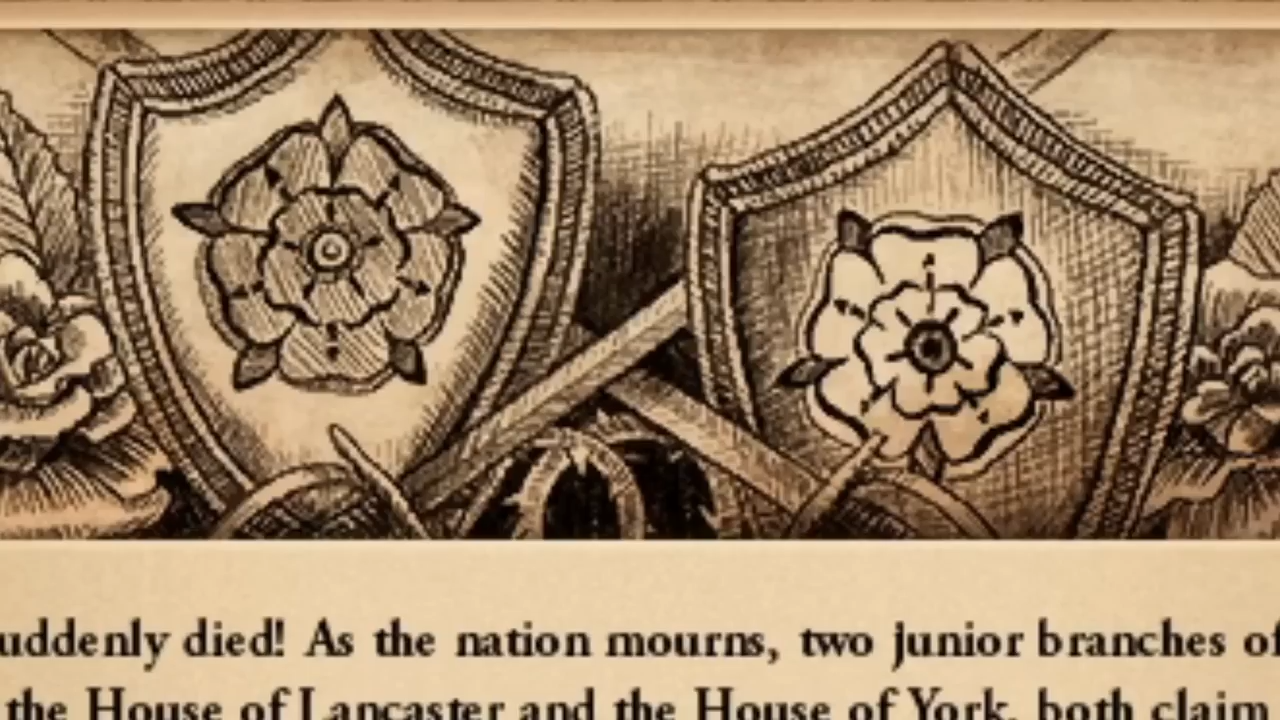 uddenly died! As the nation mourns, two junior branches of
the House of Lancaster and the House of York, both claim